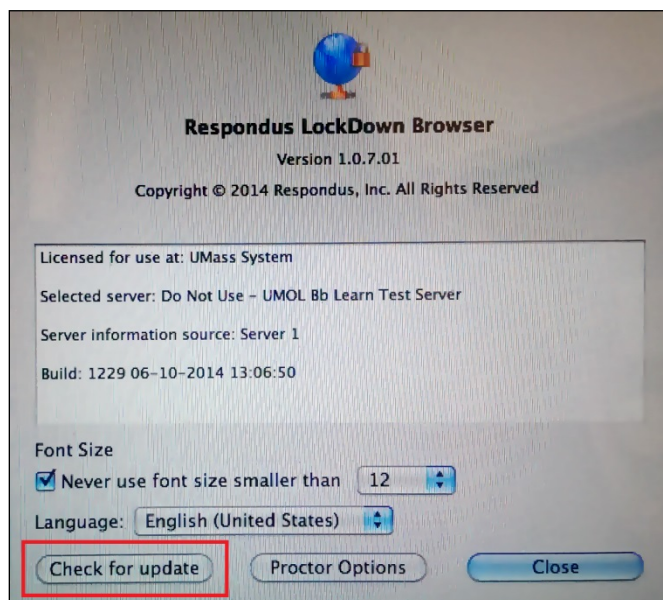 Respondus LockDown Browser
Version 1.0.7.01
Copyright © 2014 Respondus, Inc. All Rights Reserved
Licensed for use at: UMass System
Selected server: Do Not Use - UMOL Bb Learn Test Server
Server information source: Server 1
Build: 1229 06-10-2014 13:06:50
Font Size
Never use font size smaller than 12
Language: English (United States)
Check for update Proctor Options Close